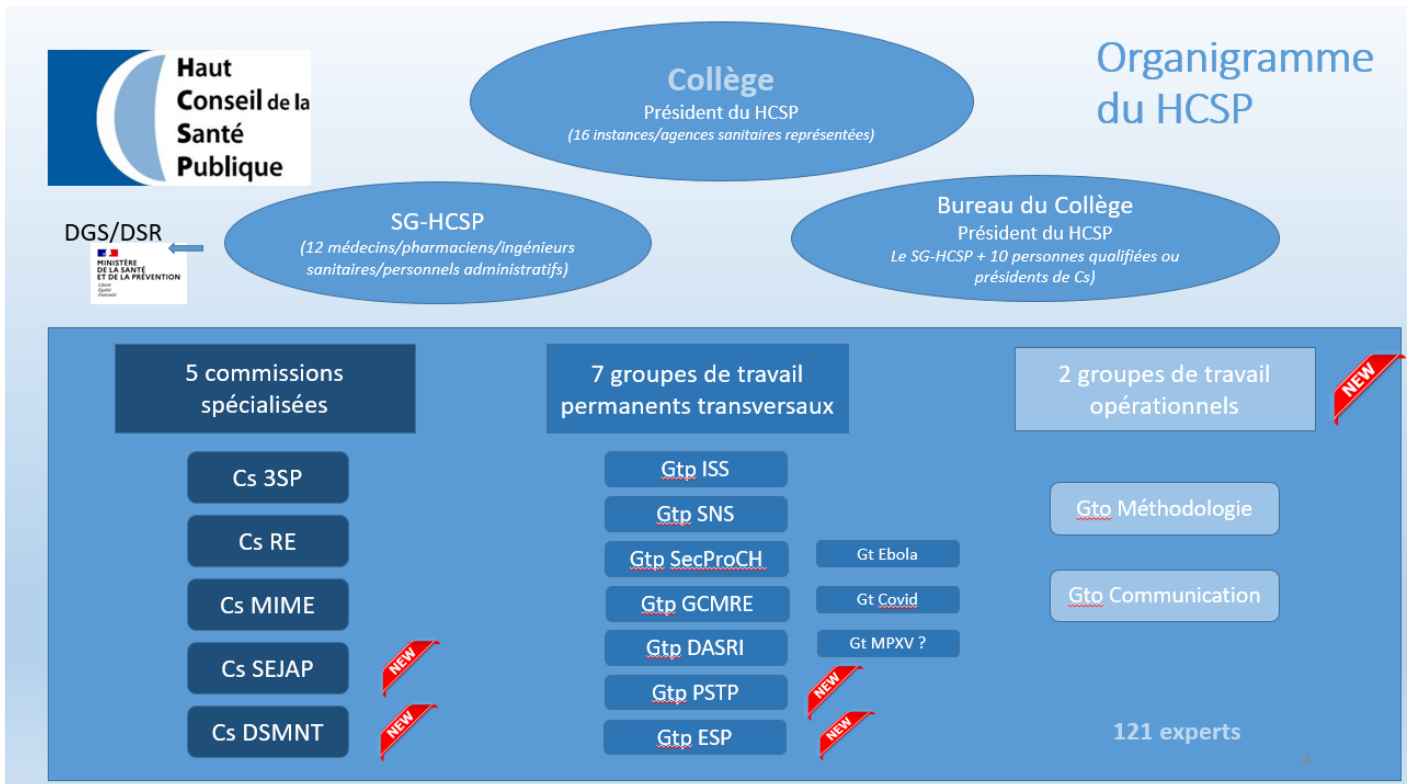 Haut
Conseil de la
Santé
Publique
Collège
Président du HCSP
(16 instances/agences sanitaires représentées)
Organigramme
du HCSP
DGS/DSR
MINISTÈRE
DE LA SANTÉ
ET DE LA PRÉVENTION
Liberté
Égalité
Fraternité
SG-HCSP
(12 médecins/pharmaciens/ingénieurs
sanitaires/personnels administratifs)
Bureau du Collège
Président du HCSP
Le SG-HCSP + 10 personnes qualifiées ou
présidents de Cs)
5 commissions
spécialisées
Cs 3SP
Cs RE
Cs MIME
Cs SEJAP
NEW
Cs DSMNT
NEW
7 groupes de travail
permanents transversaux
Gtp ISS
Gtp SNS
Gtp SecProCH
Gt Ebola
Gtp GCMRE
Gt Covid
Gtp DASRI
Gt MPXV ?
Gtp PSTP
NEW
Gtp ESP
NEW
2 groupes de travail
opérationnels
NEW
Gto Méthodologie
Gto Communication
121 experts
4